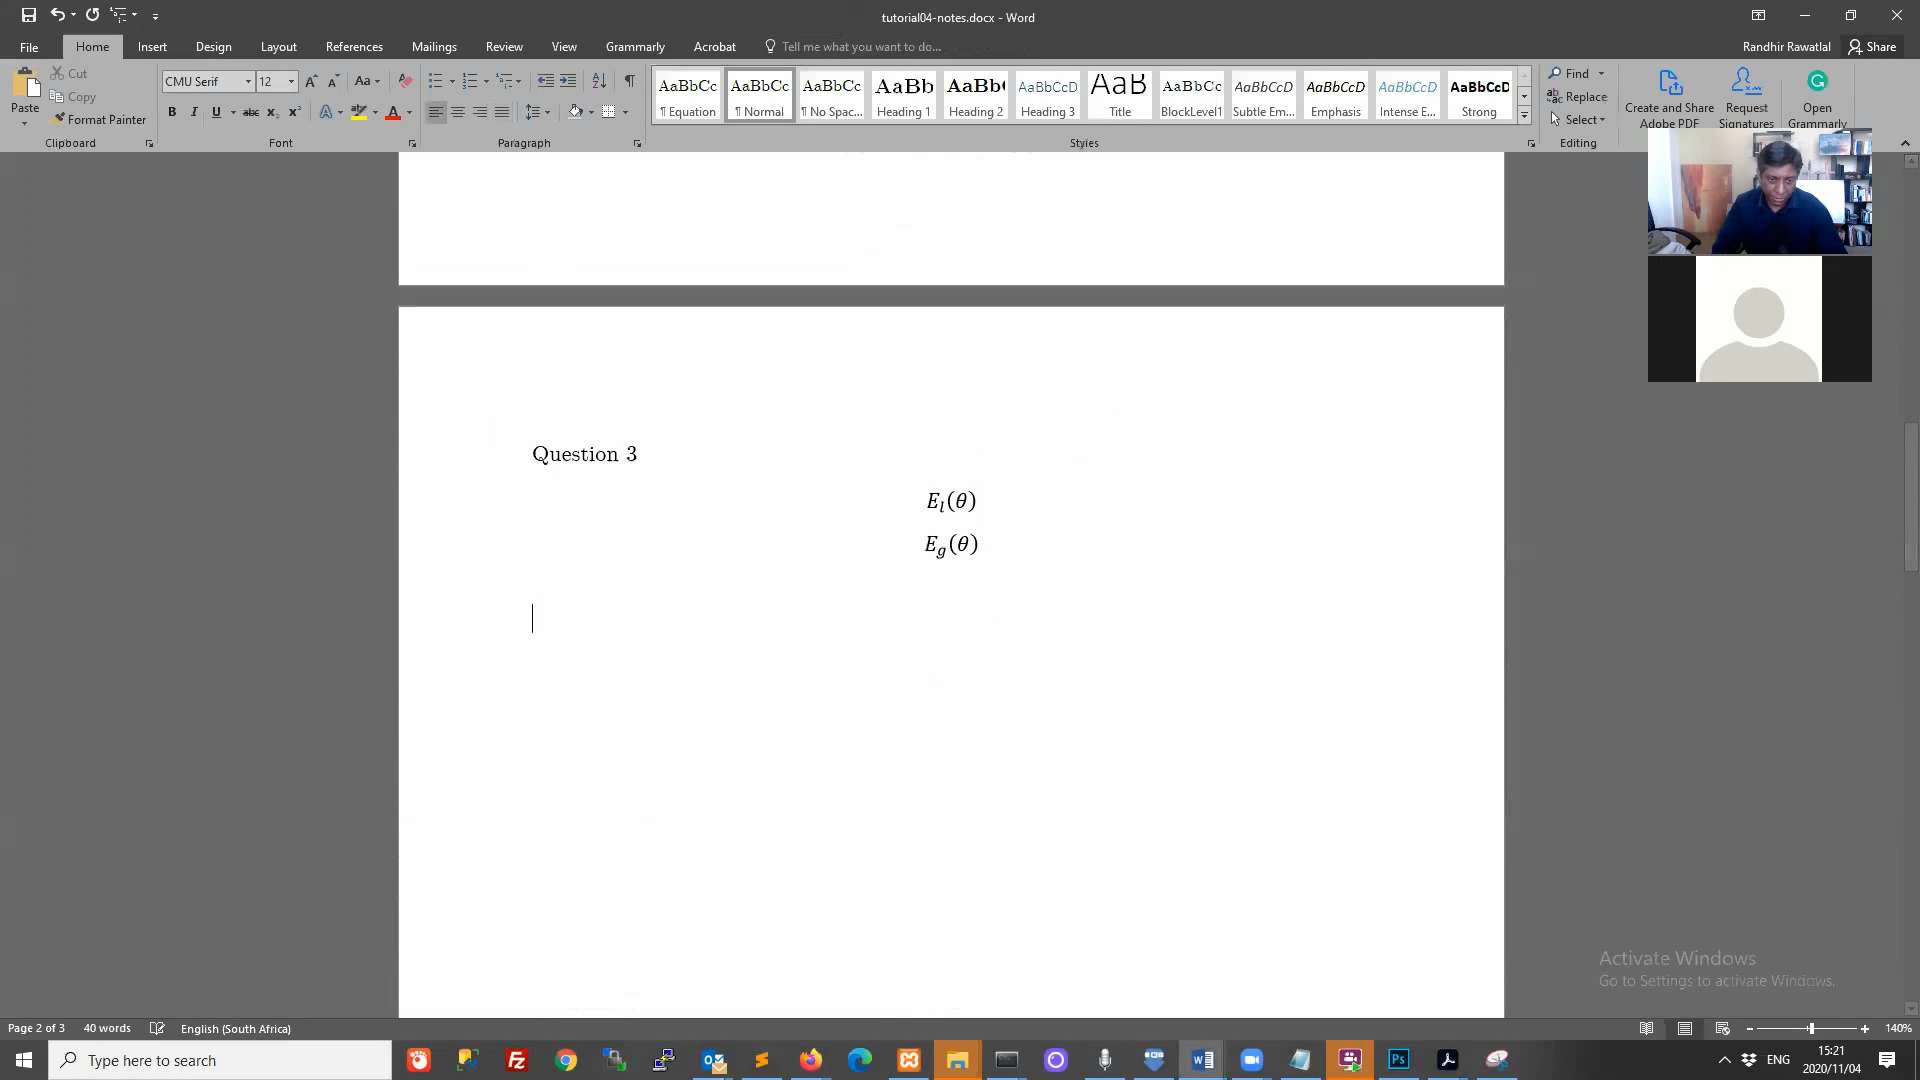 tutorial04-notes.docx - Word
File
Home
Insert
Design
Layout
References
Mailings
Review
View
Grammarly
Acrobat
Tell me what you want to do...
Randhir Rawatlal
Share
Paste
Cut
Copy
Format Painter
Clipboard
CMU Serif
12
Font
Paragraph
AaBbCc
¶ Equation
AaBbCc
¶ Normal
AaBbCc
¶ No Spac...
AaBb
Heading 1
AaBb(
Heading 2
AaBbCcD
Heading 3
AaB
Title
AaBbCc
BlockLevel1
AaBbCcD
Subtle Em...
AaBbCcD
Emphasis
AaBbCcD
Intense E...
AaBbCcD
Strong
Styles
Find
Replace
Select
Editing
Create and Share
Adobe PDF
Request
Signatures
Open
Grammarly
Question 3
E_l(θ)
E_g(θ)
Activate Windows
Go to Settings to activate Windows.
Page 2 of 3
40 words
English (South Africa)
140%
Type here to search
ENG
15:21
2020/11/04